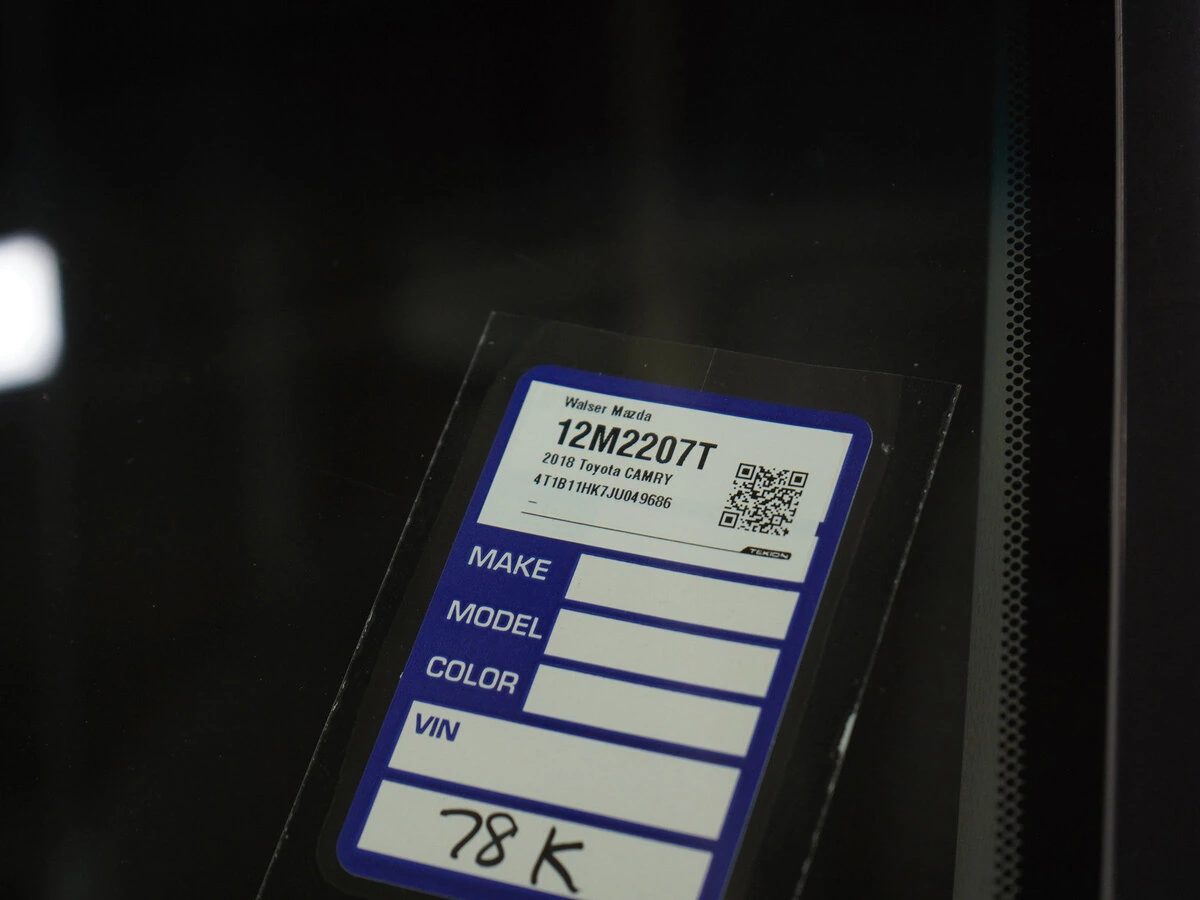 Walser Mazda
12M2207T
2018 Toyota CAMRY
4T1B11HK7JU049686
TEKION
MAKE
MODEL
COLOR
VIN
78 K